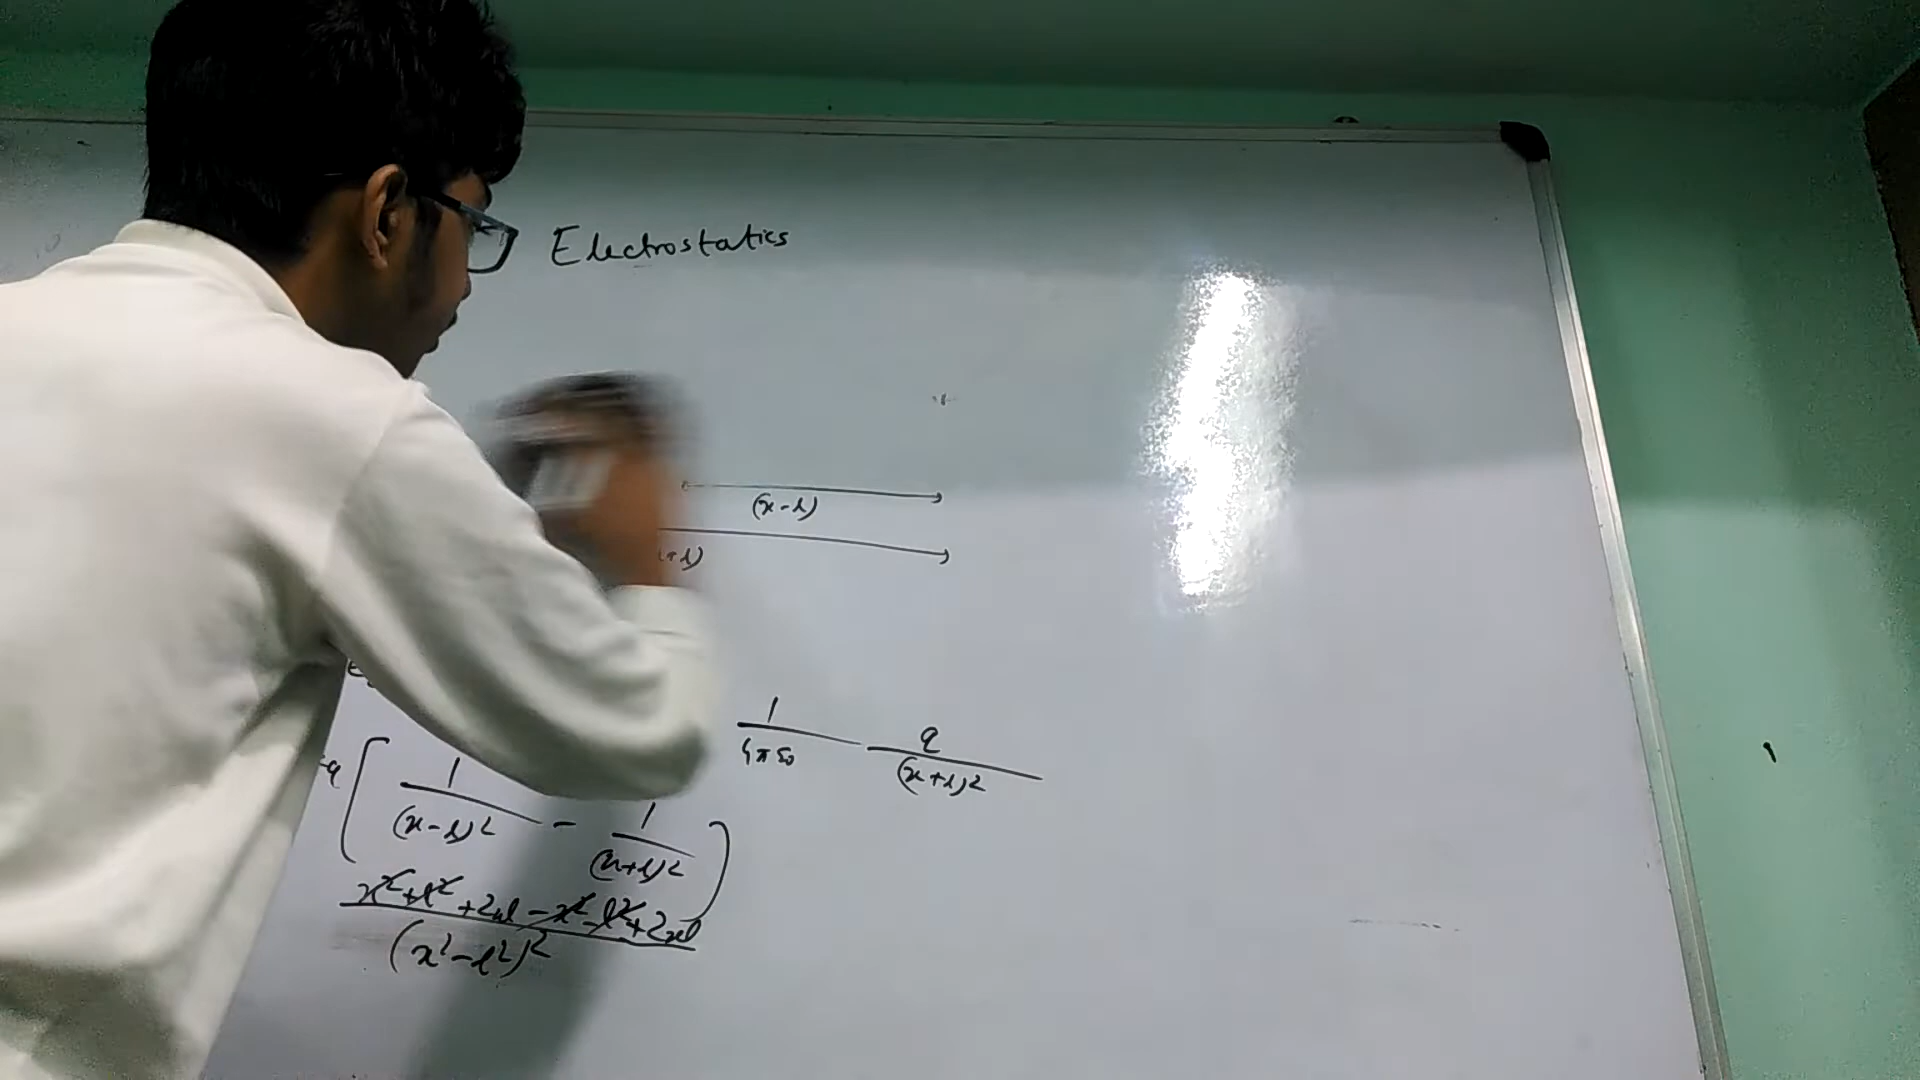 Electrostatics
(x-l)
+l)
1/4πε0 q/(x+l)²
-q [ 1/(x-l)² - 1/(x+l)² ]
x²+l²+2xl-x²-l²+2xl
(x²-l²)²